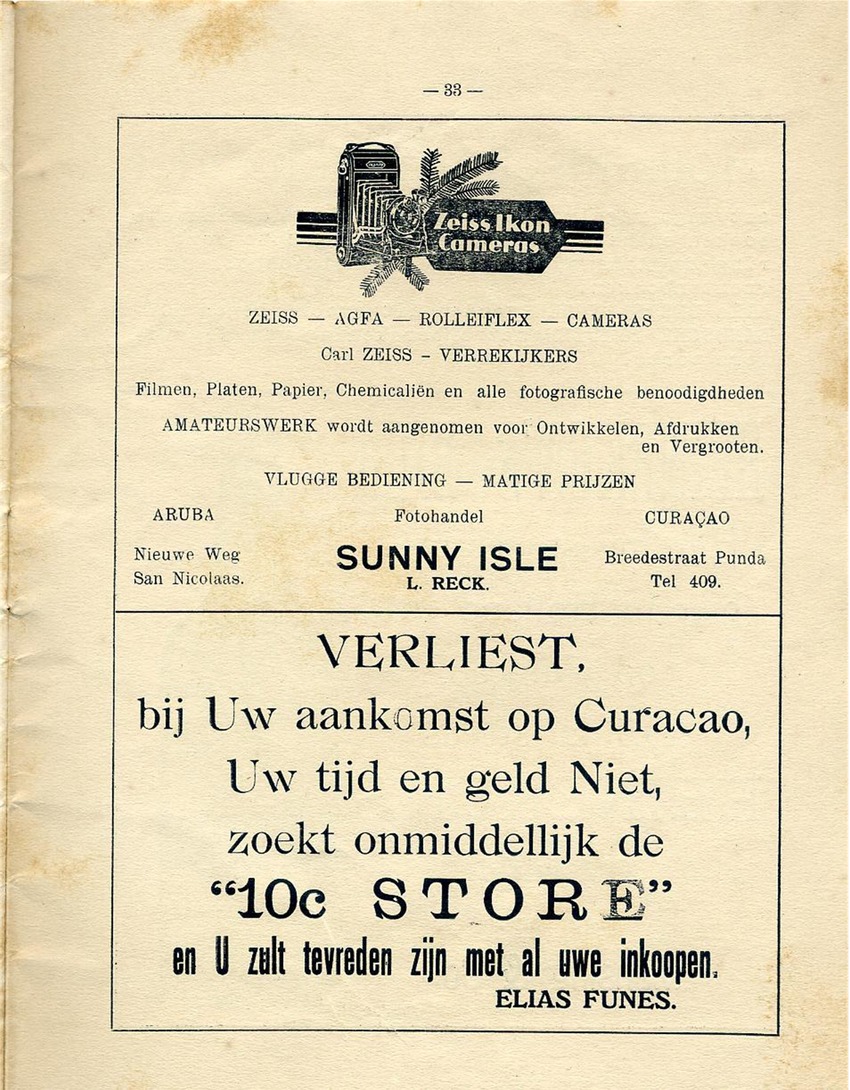 — 33 —
Zeiss Ikon
Cameras
ZEISS — AGFA — ROLLEIFLEX — CAMERAS
Carl ZEISS - VERREKIJKERS
Filmen, Platen, Papier, Chemicaliën en alle fotografische benoodigdheden
AMATEURSWERK wordt aangenomen voor Ontwikkelen, Afdrukken
en Vergrooten.
VLUGGE BEDIENING — MATIGE PRIJZEN
ARUBA Fotohandel CURAÇAO
Nieuwe Weg SUNNY ISLE Breedestraat Punda
San Nicolaas. L. RECK. Tel 409.
VERLIEST,
bij Uw aankomst op Curacao,
Uw tijd en geld Niet,
zoekt onmiddellijk de
“10c STORE”
en U zult tevreden zijn met al uwe inkoopen.
ELIAS FUNES.